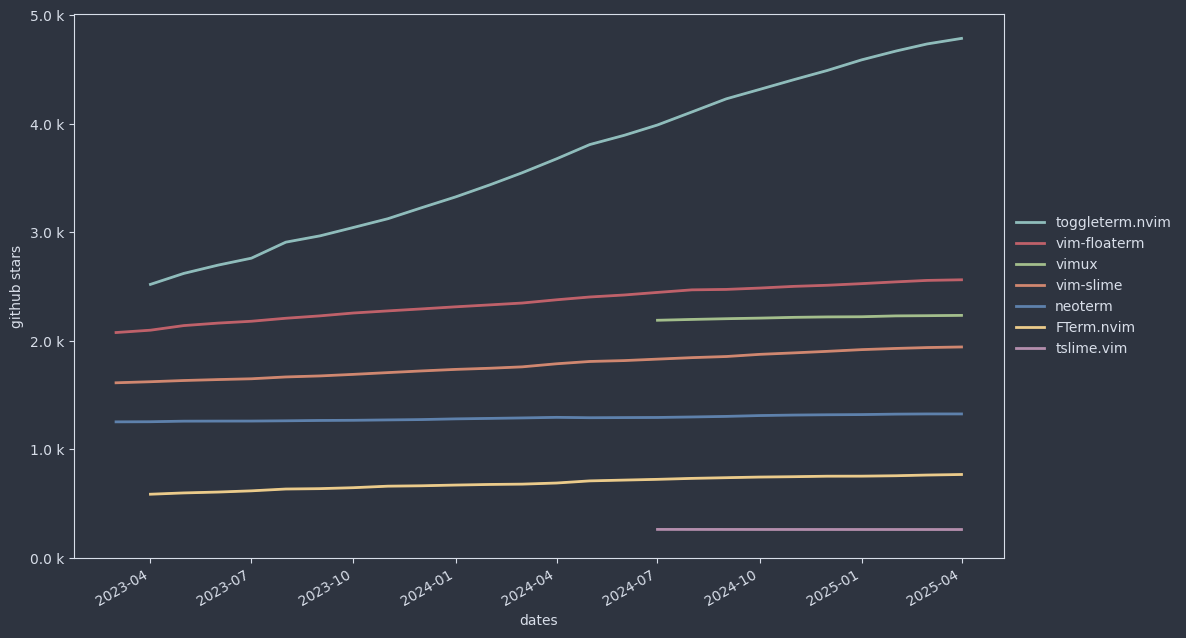 5.0 k
4.0 k
3.0 k
2.0 k
1.0 k
0.0 k
github stars
2023-04
2023-07
2023-10
2024-01
2024-04
2024-07
2024-10
2025-01
2025-04
dates
toggleterm.nvim
vim-floaterm
vimux
vim-slime
neoterm
FTerm.nvim
tslime.vim